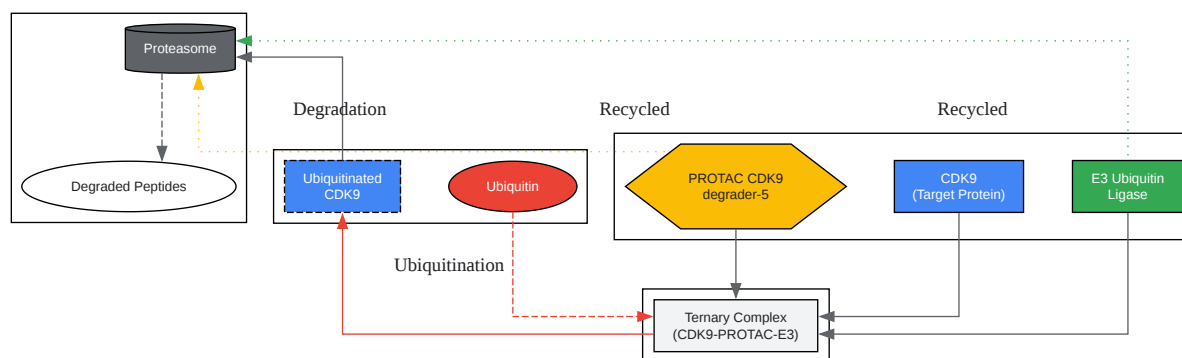 Proteasome
Degradation
Recycled
Recycled
Degraded Peptides
Ubiquitinated
CDK9
Ubiquitin
PROTAC CDK9
degrader-5
CDK9
(Target Protein)
E3 Ubiquitin
Ligase
Ubiquitination
Ternary Complex
(CDK9-PROTAC-E3)